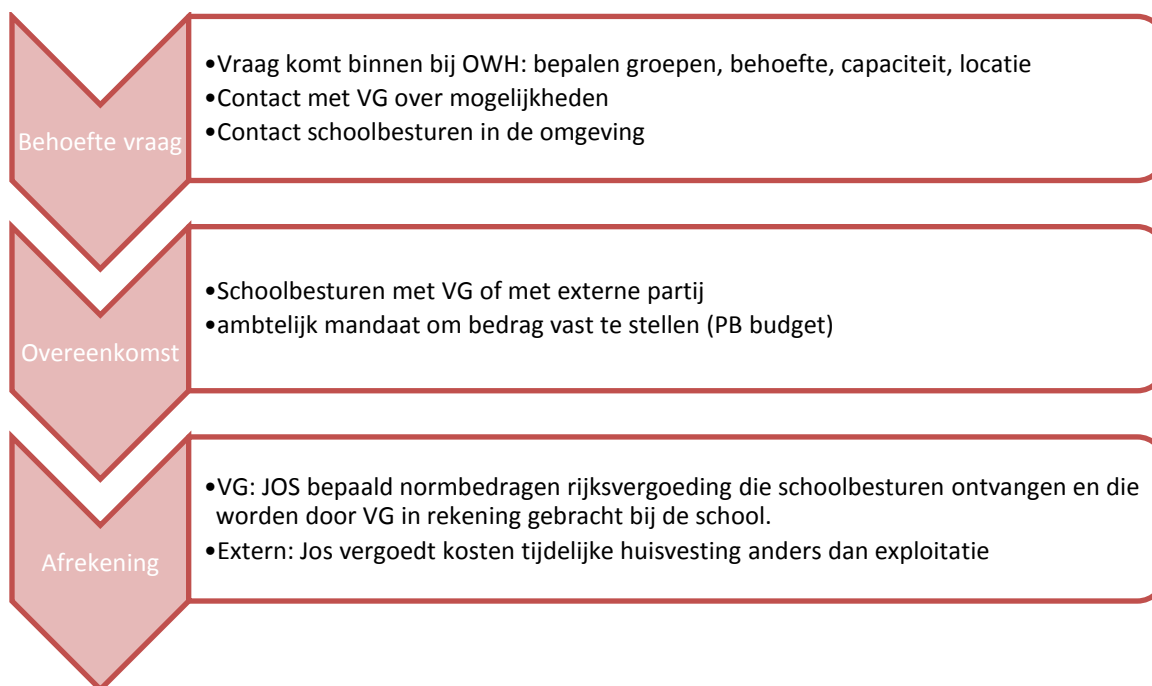 Behoefte vraag
•Vraag komt binnen bij OWH: bepalen groepen, behoefte, capaciteit, locatie
•Contact met VG over mogelijkheden
•Contact schoolbesturen in de omgeving
Overeenkomst
•Schoolbesturen met VG of met externe partij
•ambtelijk mandaat om bedrag vast te stellen (PB budget)
Afrekening
•VG: JOS bepaald normbedragen rijksvergoeding die schoolbesturen ontvangen en die
worden door VG in rekening gebracht bij de school.
•Extern: Jos vergoedt kosten tijdelijke huisvesting anders dan exploitatie